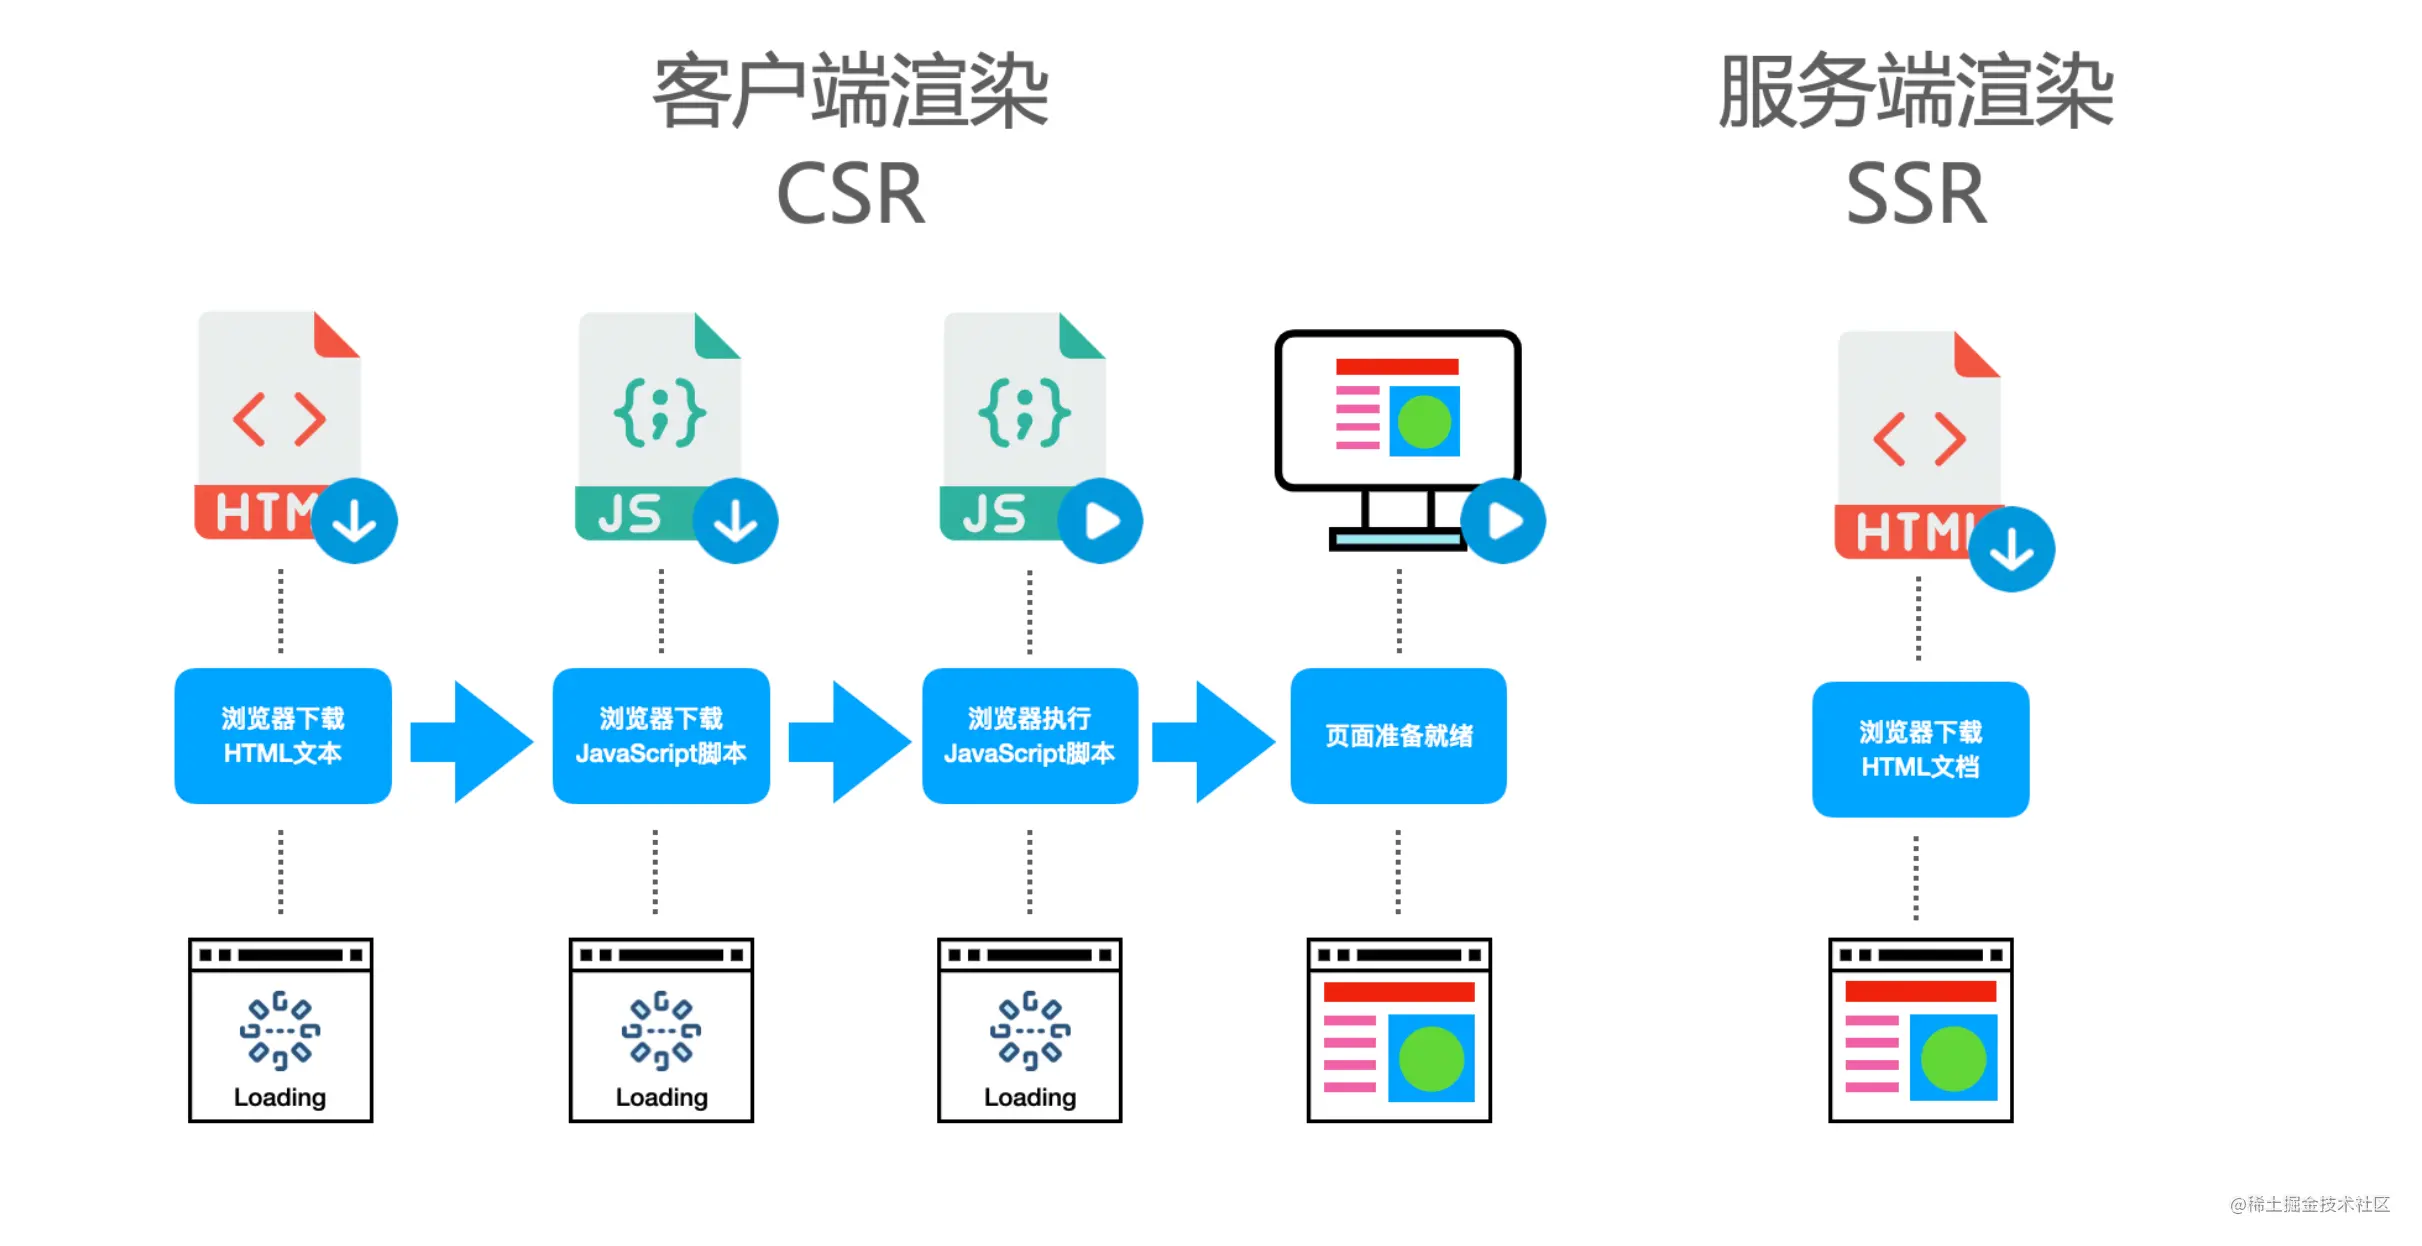 客户端渲染
CSR
服务端渲染
SSR
HTM
JS
JS
HTML
浏览器下载
HTML文本
浏览器下载
JavaScript脚本
浏览器执行
JavaScript脚本
页面准备就绪
浏览器下载
HTML文档
Loading
Loading
Loading
@稀土掘金技术社区